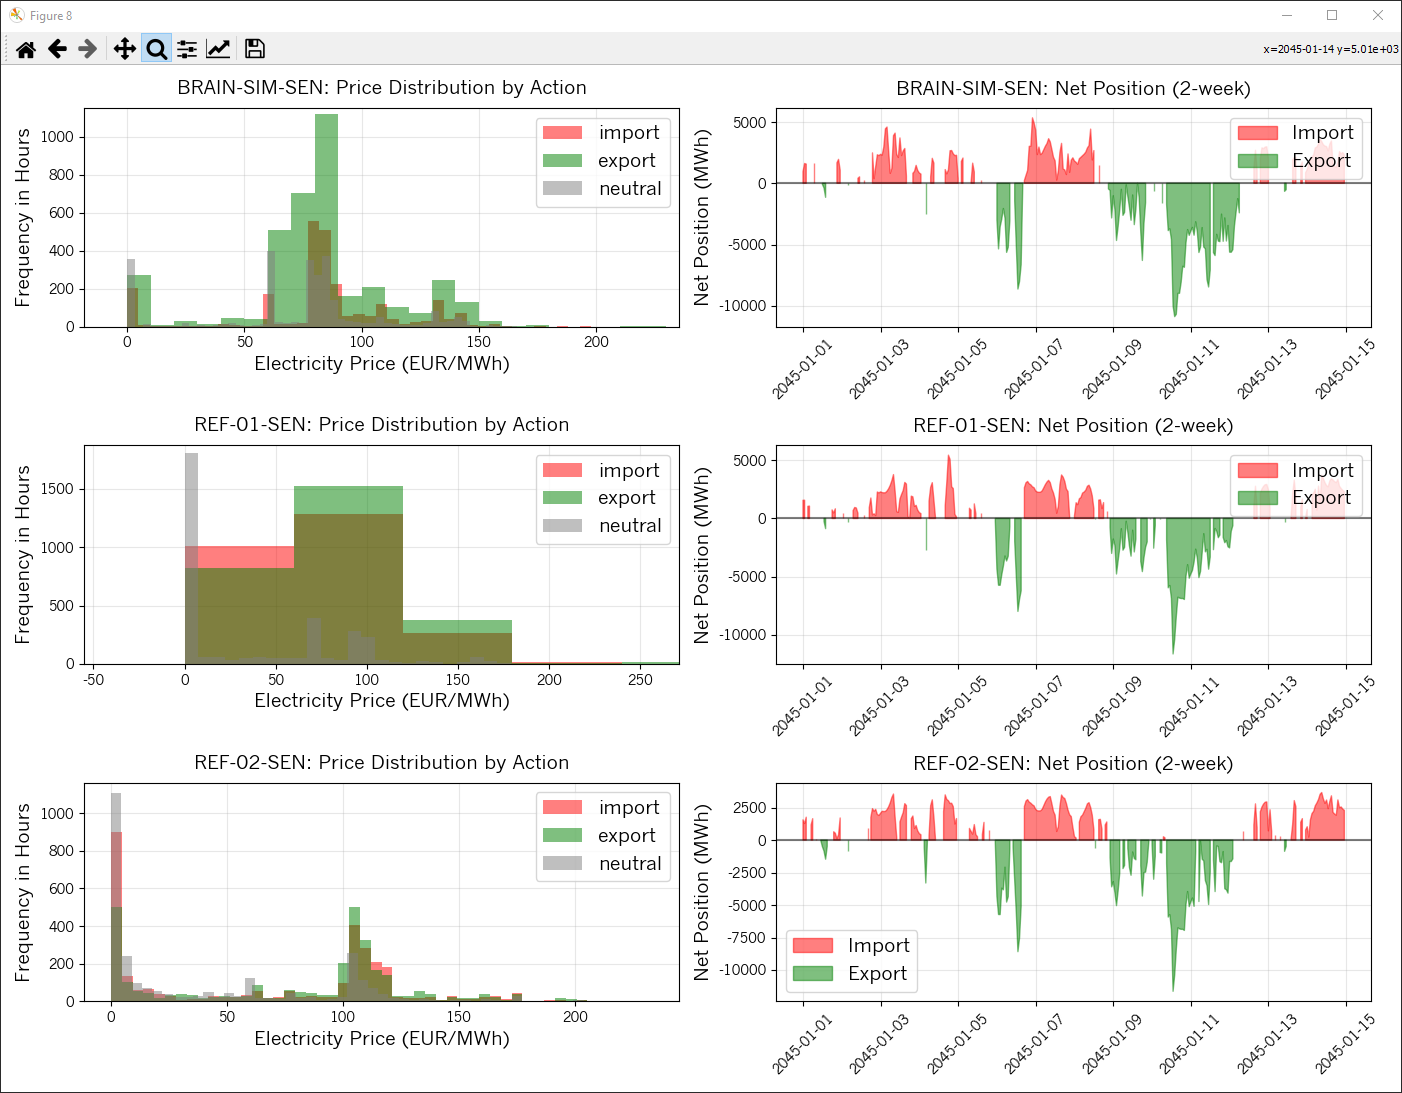 Figure 8
x=2045-01-14 y=5.01e+03
BRAIN-SIM-SEN: Price Distribution by Action
Frequency in Hours
1000
800
600
400
200
0
import
export
neutral
0
50
100
150
200
Electricity Price (EUR/MWh)
BRAIN-SIM-SEN: Net Position (2-week)
Net Position (MWh)
5000
0
-5000
-10000
Import
Export
2045-01-01
2045-01-03
2045-01-05
2045-01-07
2045-01-09
2045-01-11
2045-01-13
2045-01-15
REF-01-SEN: Price Distribution by Action
Frequency in Hours
1500
1000
500
0
import
export
neutral
-50
0
50
100
150
200
250
Electricity Price (EUR/MWh)
REF-01-SEN: Net Position (2-week)
Net Position (MWh)
5000
0
-5000
-10000
Import
Export
2045-01-01
2045-01-03
2045-01-05
2045-01-07
2045-01-09
2045-01-11
2045-01-13
2045-01-15
REF-02-SEN: Price Distribution by Action
Frequency in Hours
1000
800
600
400
200
0
import
export
neutral
0
50
100
150
200
Electricity Price (EUR/MWh)
REF-02-SEN: Net Position (2-week)
Net Position (MWh)
2500
0
-2500
-5000
-7500
-10000
Import
Export
2045-01-01
2045-01-03
2045-01-05
2045-01-07
2045-01-09
2045-01-11
2045-01-13
2045-01-15